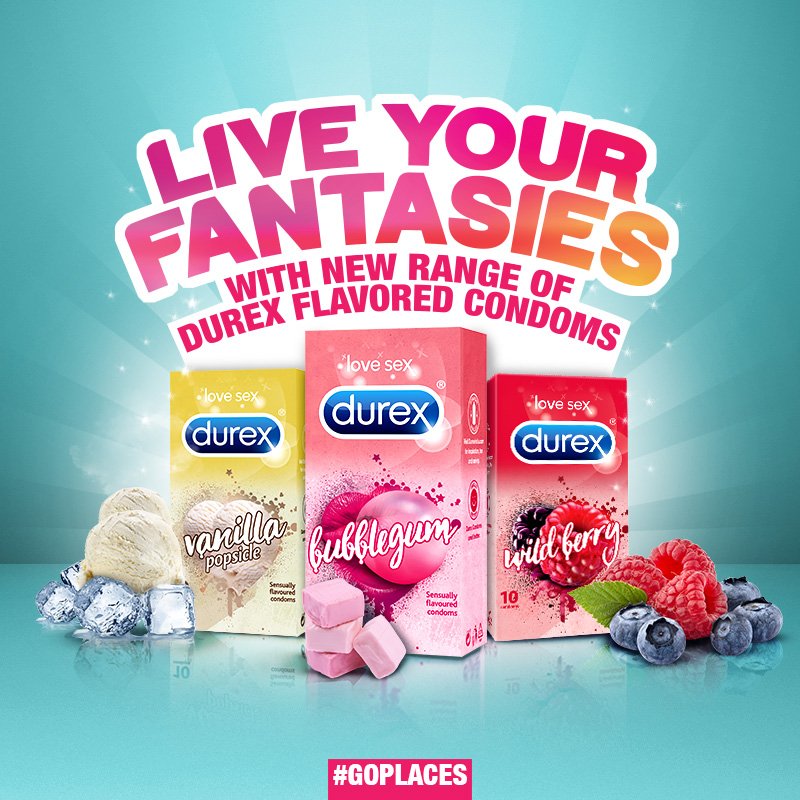 LIVE YOUR
FANTASIES
WITH NEW RANGE OF
DUREX FLAVORED CONDOMS
love sex
durex®
vanilla
popsicle
Sensually
flavoured
condoms
love sex
durex®
bubblegum
Sensually
flavoured
condoms
love sex
durex®
wild berry
10
#GOPLACES